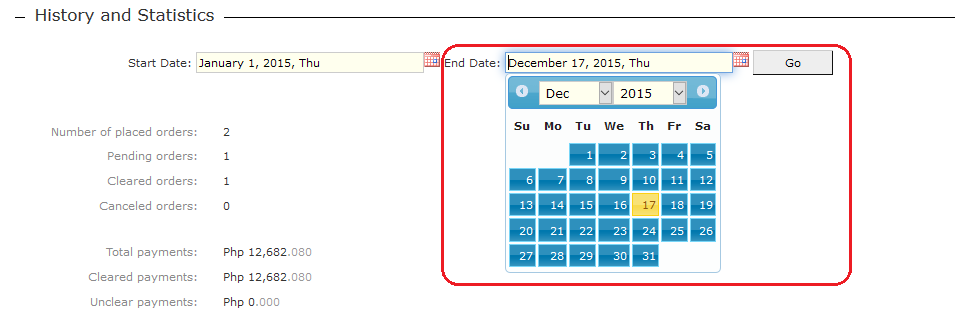 History and Statistics
Start Date: January 1, 2015, Thu End Date: December 17, 2015, Thu Go
Dec 2015
Su Mo Tu We Th Fr Sa
1 2 3 4 5
6 7 8 9 10 11 12
13 14 15 16 17 18 19
20 21 22 23 24 25 26
27 28 29 30 31
Number of placed orders: 2
Pending orders: 1
Cleared orders: 1
Canceled orders: 0
Total payments: Php 12,682.080
Cleared payments: Php 12,682.080
Unclear payments: Php 0.000